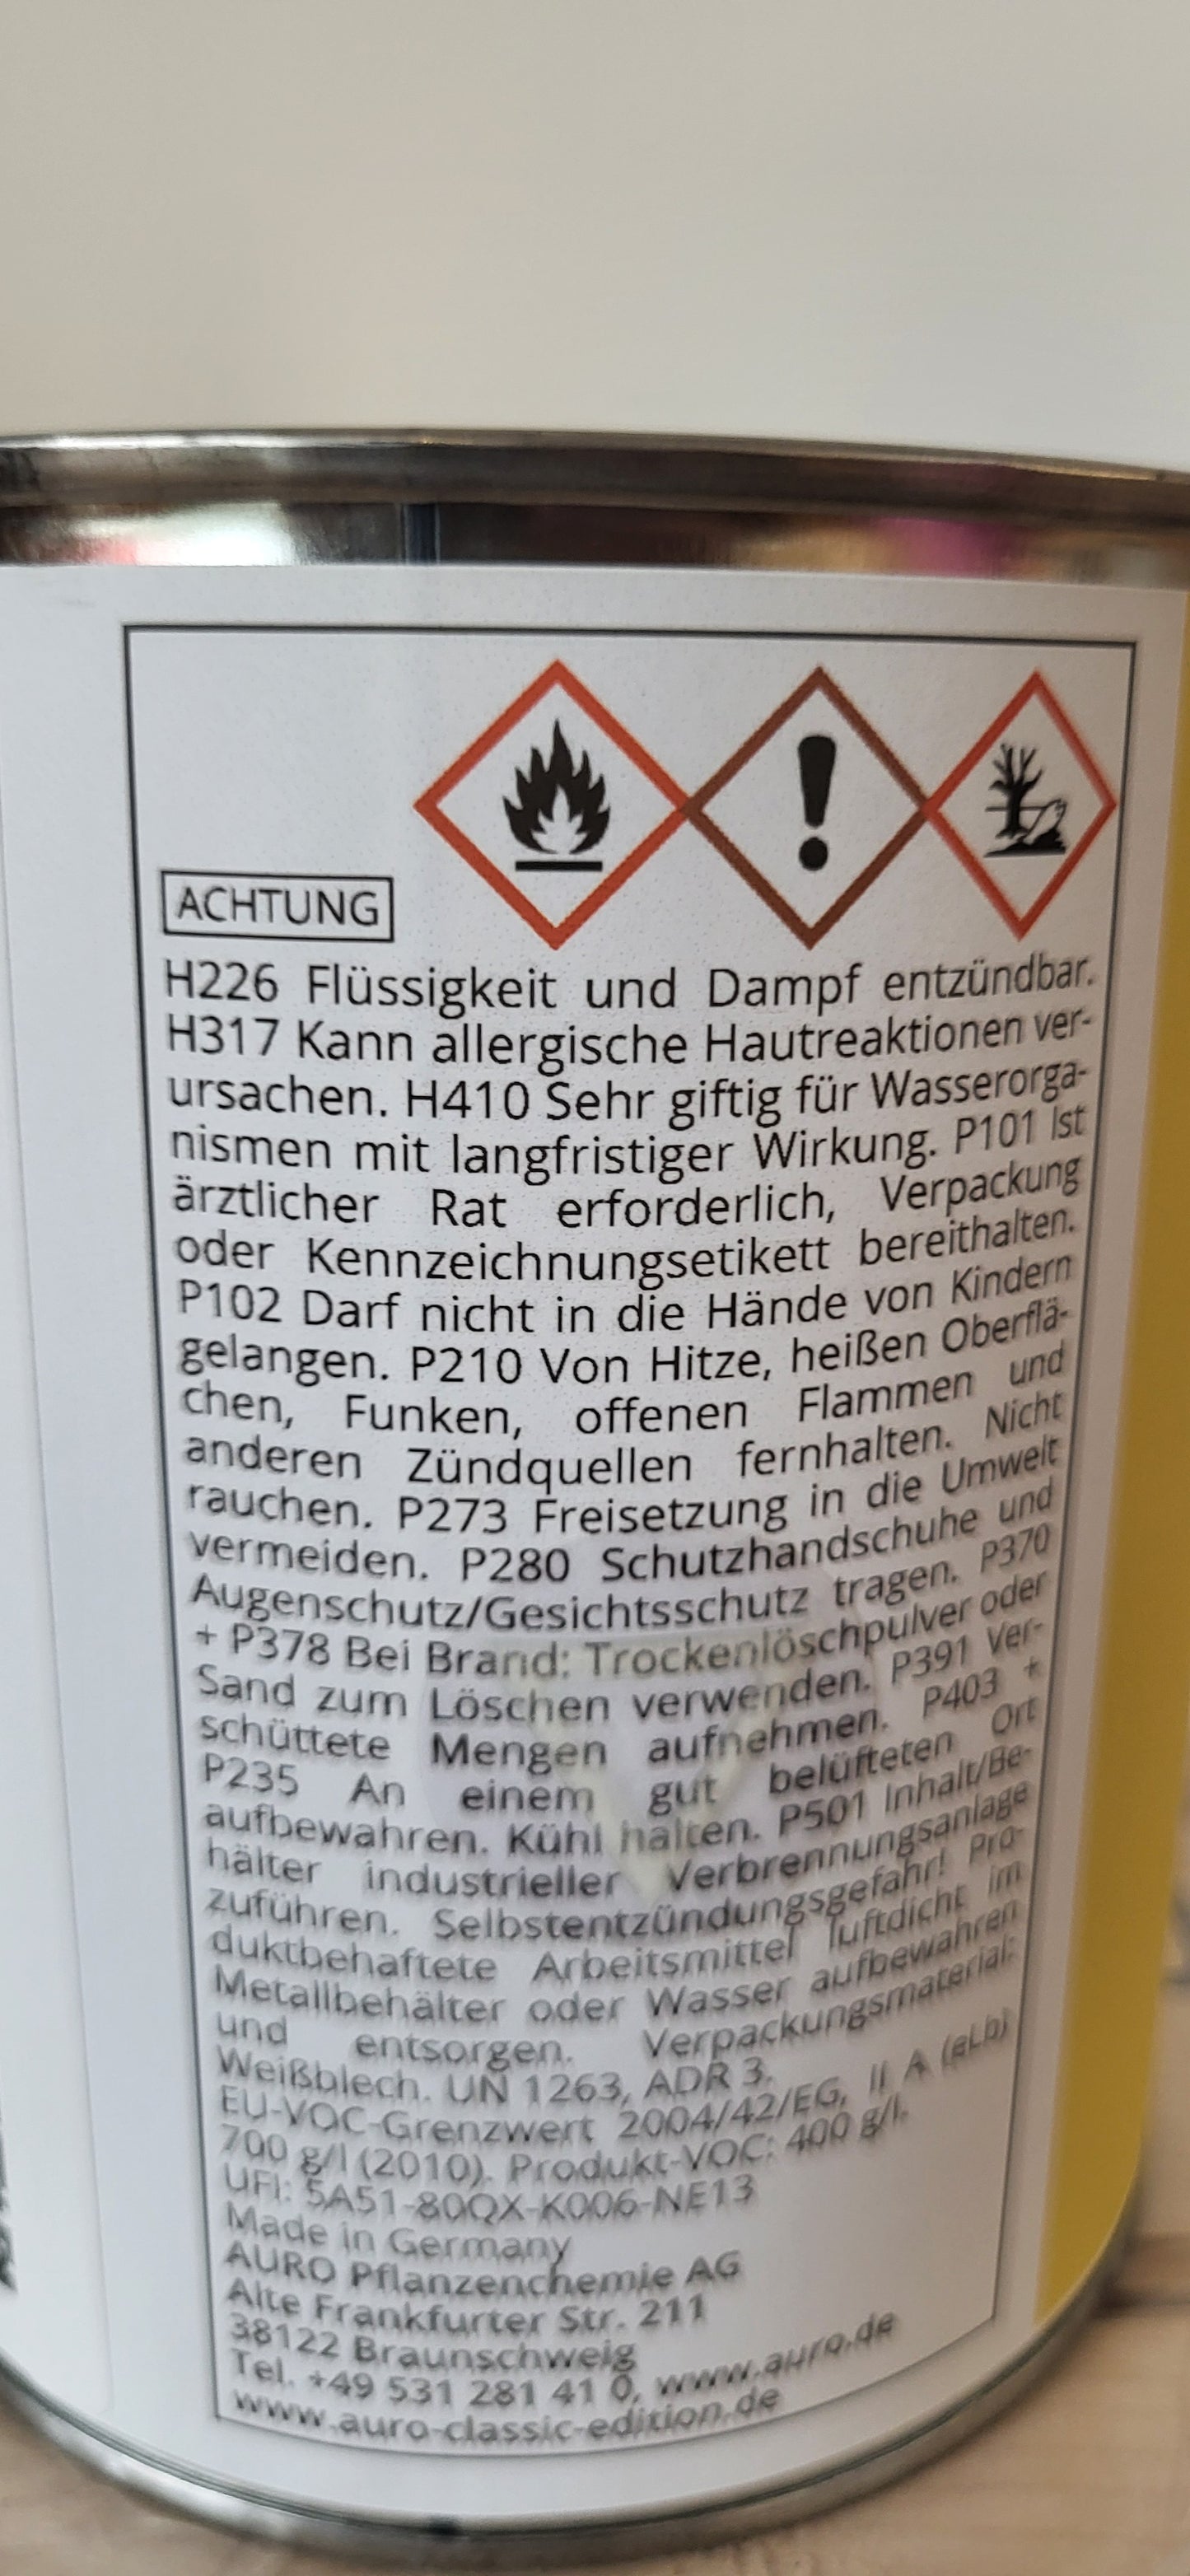 ACHTUNG
H226 Flüssigkeit und Dampf entzündbar.
H317 Kann allergische Hautreaktionen ver-
ursachen. H410 Sehr giftig für Wasserorga-
nismen mit langfristiger Wirkung. P101 Ist
ärztlicher Rat erforderlich, Verpackung
oder Kennzeichnungsetikett bereithalten.
P102 Darf nicht in die Hände von Kindern
gelangen. P210 Von Hitze, heißen Oberflä-
chen, Funken, offenen Flammen und
anderen Zündquellen fernhalten. Nicht
rauchen. P273 Freisetzung in die Umwelt
vermeiden. P280 Schutzhandschuhe und
Augenschutz/Gesichtsschutz tragen. P370
+ P378 Bei Brand: Trockenlöschpulver oder
Sand zum Löschen verwenden. P391 Ver-
schüttete Mengen aufnehmen. P403 +
P235 An einem gut belüfteten Ort
aufbewahren. Kühl halten. P501 Inhalt/Be-
hälter industrieller Verbrennungsanlage
zuführen. Selbstentzündungsgefahr! Pro-
duktbehaftete Arbeitsmittel luftdicht im
Metallbehälter oder Wasser aufbewahren
und entsorgen. Verpackungsmaterial:
Weißblech. UN 1263, ADR 3.
EU-VOC-Grenzwert 2004/42/EG, II A (eLb)
700 g/l (2010). Produkt-VOC: 400 g/l.
UFI: 5A51-80QX-K006-NE13
Made in Germany
AURO Pflanzenchemie AG
Alte Frankfurter Str. 211
38122 Braunschweig
Tel. +49 531 281 41 0, www.auro.de
www.auro-classic-edition.de